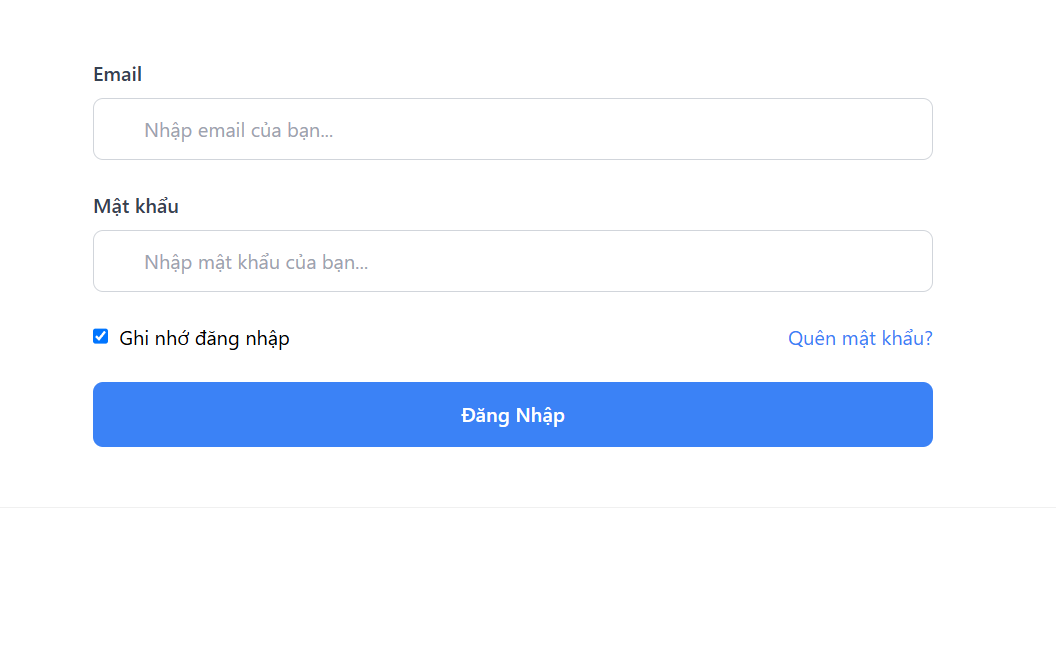 Email
Nhập email của bạn...
Mật khẩu
Nhập mật khẩu của bạn...
Ghi nhớ đăng nhập Quên mật khẩu?
Đăng Nhập